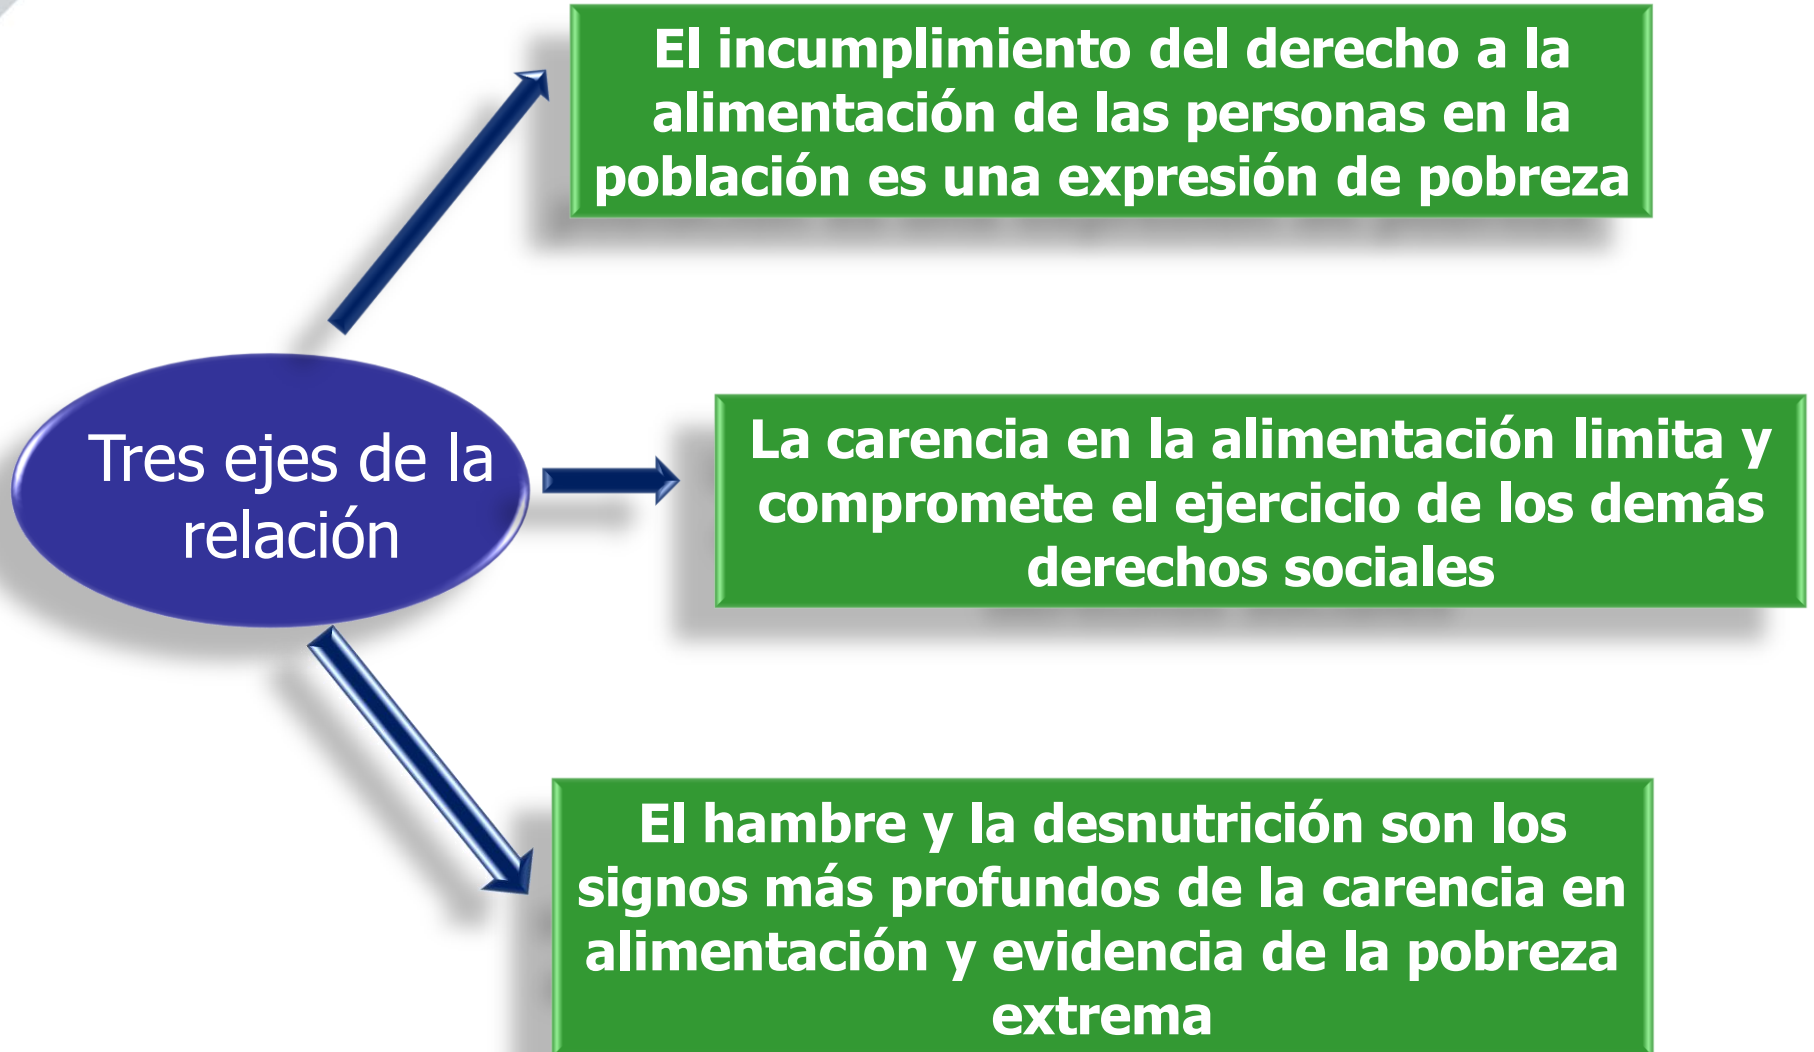 El incumplimiento del derecho a la
alimentación de las personas en la
población es una expresión de pobreza
Tres ejes de la
relación
La carencia en la alimentación limita y
compromete el ejercicio de los demás
derechos sociales
El hambre y la desnutrición son los
signos más profundos de la carencia en
alimentación y evidencia de la pobreza
extrema